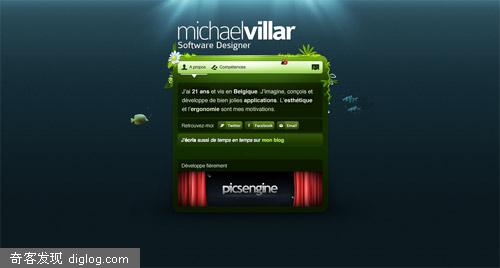 michaelvillar
Software Designer
A propos
Compétences
J'ai 21 ans et vis en Belgique. J'imagine, conçois et
développe de bien jolies applications. L'esthétique
et l'ergonomie sont mes motivations.
Retrouvez-moi
Twitter
Facebook
Email
J'écris aussi de temps en temps sur mon blog
Développe fièrement
picsengine
奇客发现 diglog.com